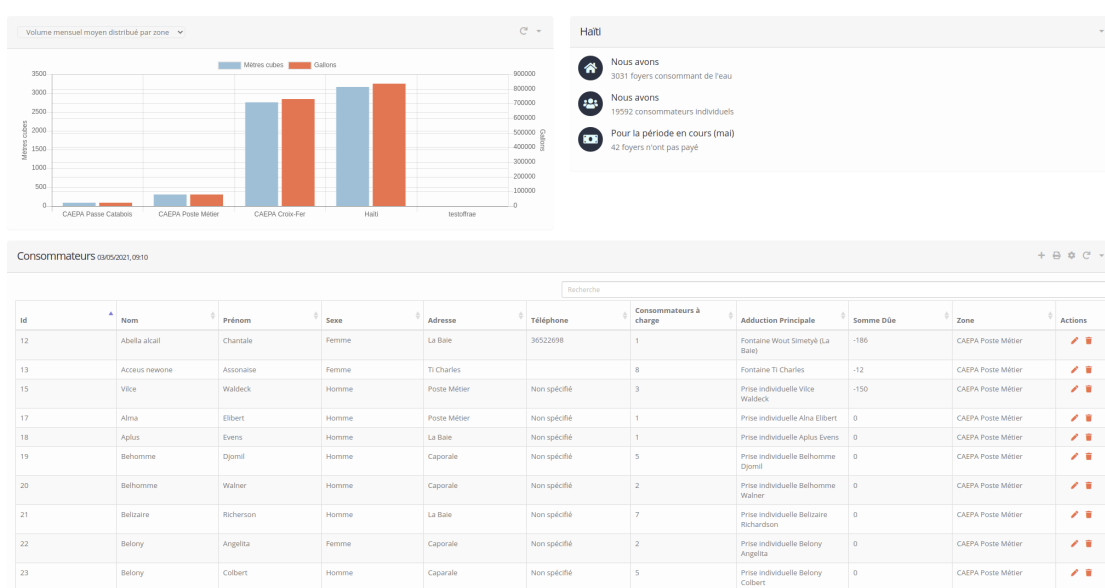 Volume mensuel moyen distribué par zone
Mètres cubes Gallons
3500
3000
2500
2000
1500
1000
500
0
Mètres cubes
900000
800000
700000
600000
500000
400000
300000
200000
100000
0
Gallons
CAEPA Passe Catabois CAEPA Poste Métier CAEPA Croix-Fer Haïti testoffrae
Haïti
Nous avons
3031 foyers consommant de l'eau
Nous avons
19592 consommateurs individuels
Pour la période en cours (mai)
42 foyers n'ont pas payé
Consommateurs 03/05/2021, 09:10
Recherche
Id Nom Prénom Sexe Adresse Téléphone Consommateurs à charge Adduction Principale Somme Dûe Zone Actions
12 Abella alcail Chantale Femme La Baie 36522698 1 Fontaine Wout Simetyè (La Baie) -186 CAEPA Poste Métier
13 Acceus newone Assonaise Femme Ti Charles 8 Fontaine Ti Charles -12 CAEPA Poste Métier
15 Vilce Waldeck Homme Poste Métier Non spécifié 3 Prise individuelle Vilce Waldeck -150 CAEPA Poste Métier
17 Alma Elibert Homme Poste Métier Non spécifié 1 Prise individuelle Alna Elibert 0 CAEPA Poste Métier
18 Aplus Evens Homme La Baie Non spécifié 1 Prise individuelle Aplus Evens 0 CAEPA Poste Métier
19 Behomme Djomil Homme Caporale Non spécifié 5 Prise individuelle Belhomme Djomil 0 CAEPA Poste Métier
20 Belhomme Walner Homme Caporale Non spécifié 2 Prise individuelle Belhomme Walner 0 CAEPA Poste Métier
21 Belizaire Richerson Homme La Baie Non spécifié 7 Prise individuelle Belizaire Richardson 0 CAEPA Poste Métier
22 Belony Angelita Femme Caporale Non spécifié 2 Prise individuelle Belony Angelita 0 CAEPA Poste Métier
23 Belony Colbert Homme Caparale Non spécifié 5 Prise individuelle Belony Colbert 0 CAEPA Poste Métier